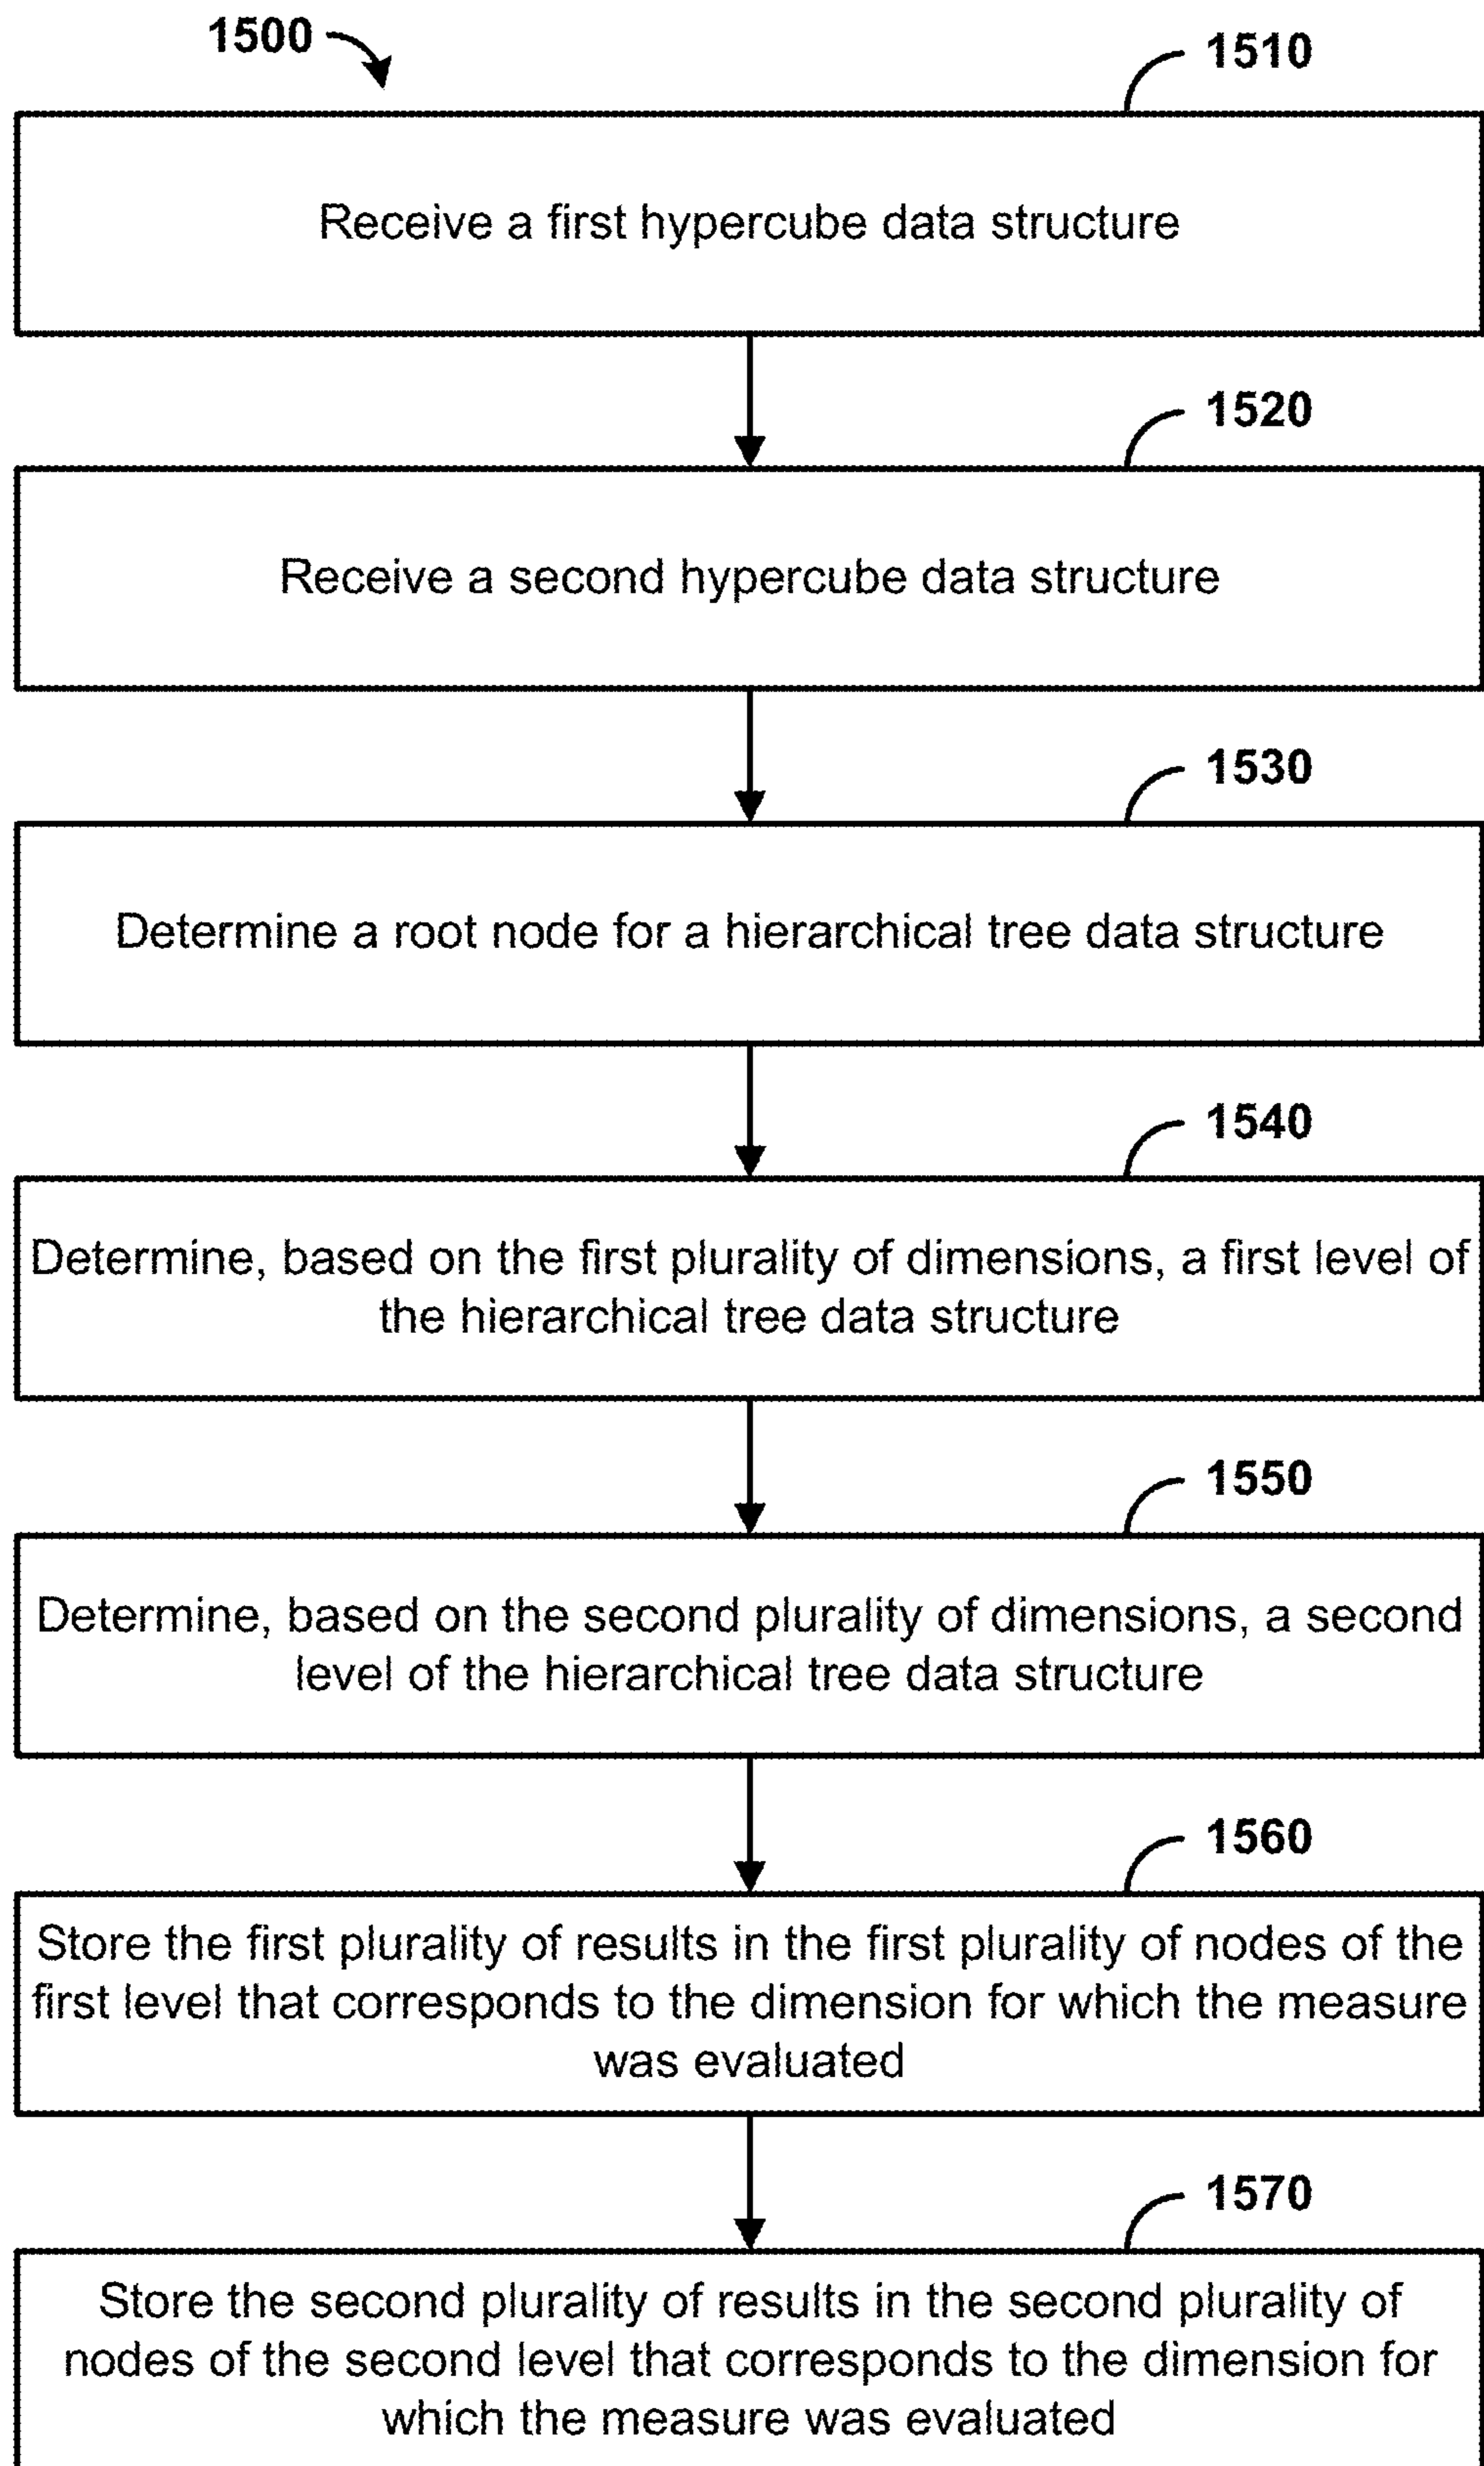 1500
1510
Receive a first hypercube data structure
1520
Receive a second hypercube data structure
1530
Determine a root node for a hierarchical tree data structure
1540
Determine, based on the first plurality of dimensions, a first level of
the hierarchical tree data structure
1550
Determine, based on the second plurality of dimensions, a second
level of the hierarchical tree data structure
1560
Store the first plurality of results in the first plurality of nodes of the
first level that corresponds to the dimension for which the measure
was evaluated
1570
Store the second plurality of results in the second plurality of
nodes of the second level that corresponds to the dimension for
which the measure was evaluated